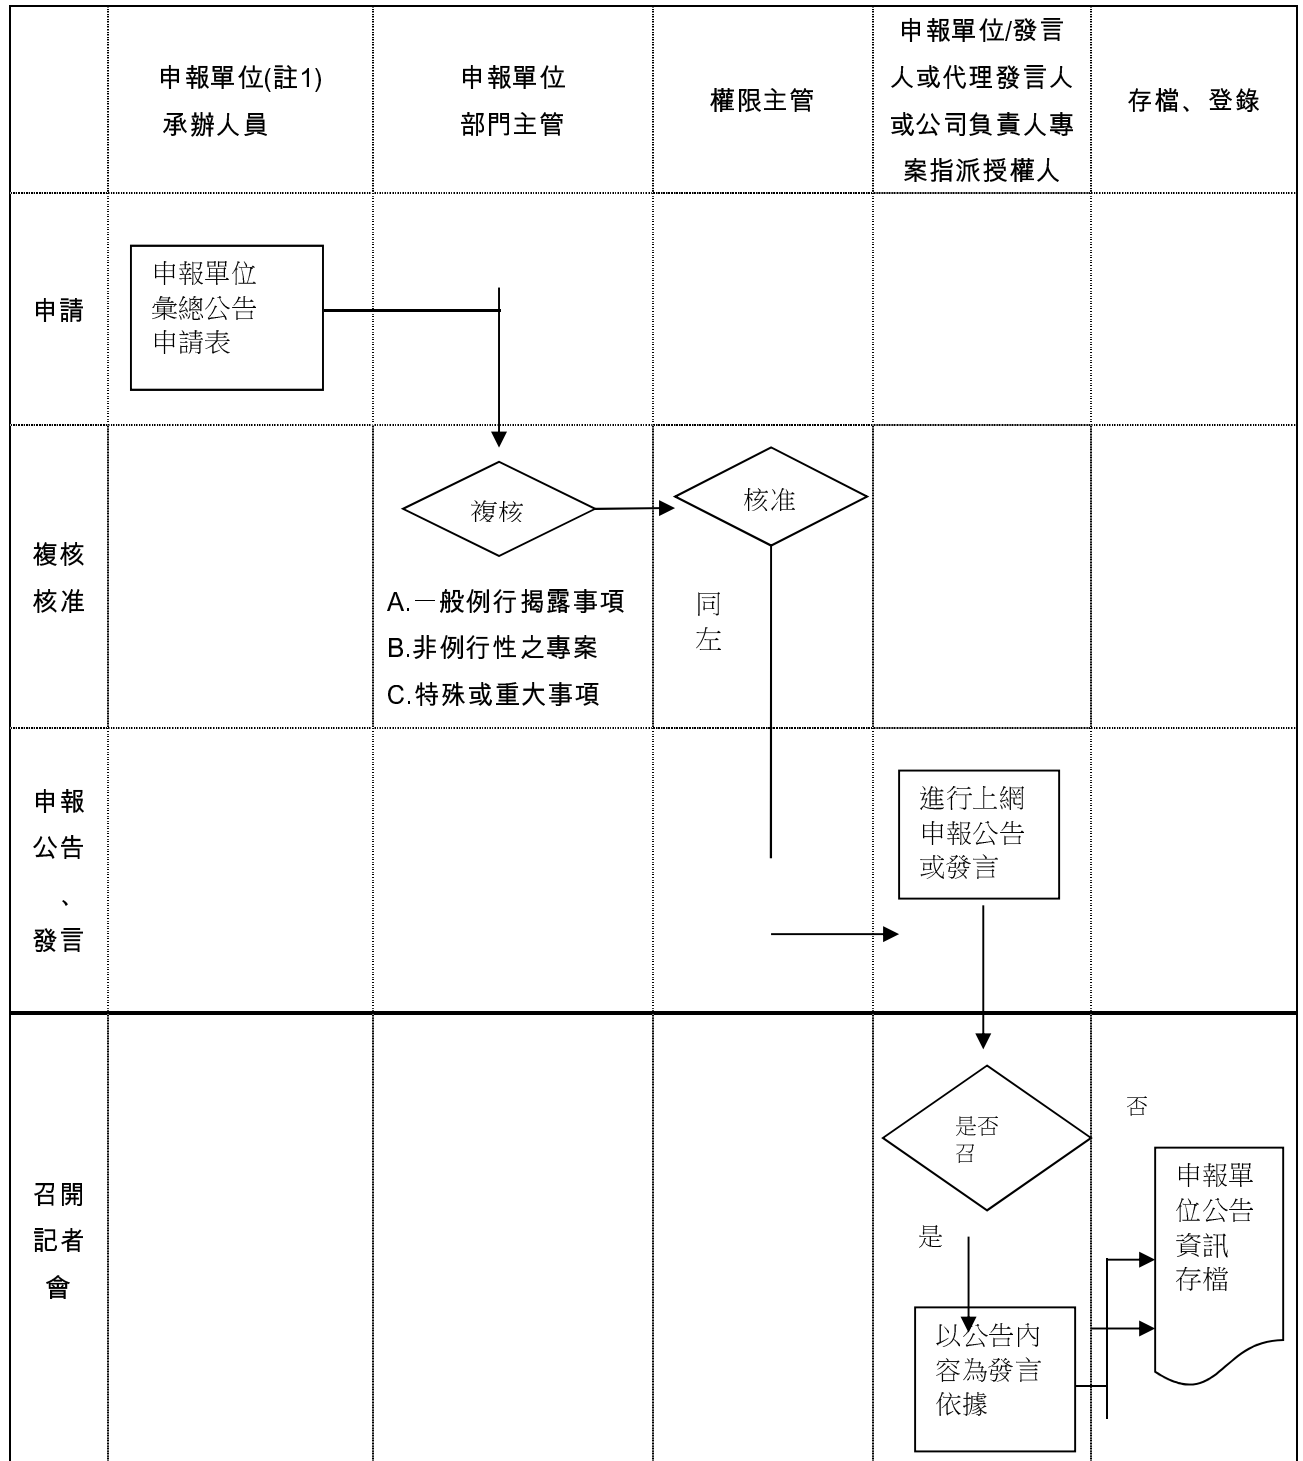 申報單位(註1)
承辦人員
申報單位
部門主管
權限主管
申報單位/發言
人或代理發言人
或公司負責人專
案指派授權人
存檔、登錄
申請
申報單位
彙總公告
申請表
複核
核准
複核
A.一般例行揭露事項
B.非例行性之專案
C.特殊或重大事項
核准
同
左
申報
公告
、
發言
進行上網
申報公告
或發言
召開
記者
會
是否
召
是
以公告內
容為發言
依據
否
申報單
位公告
資訊
存檔